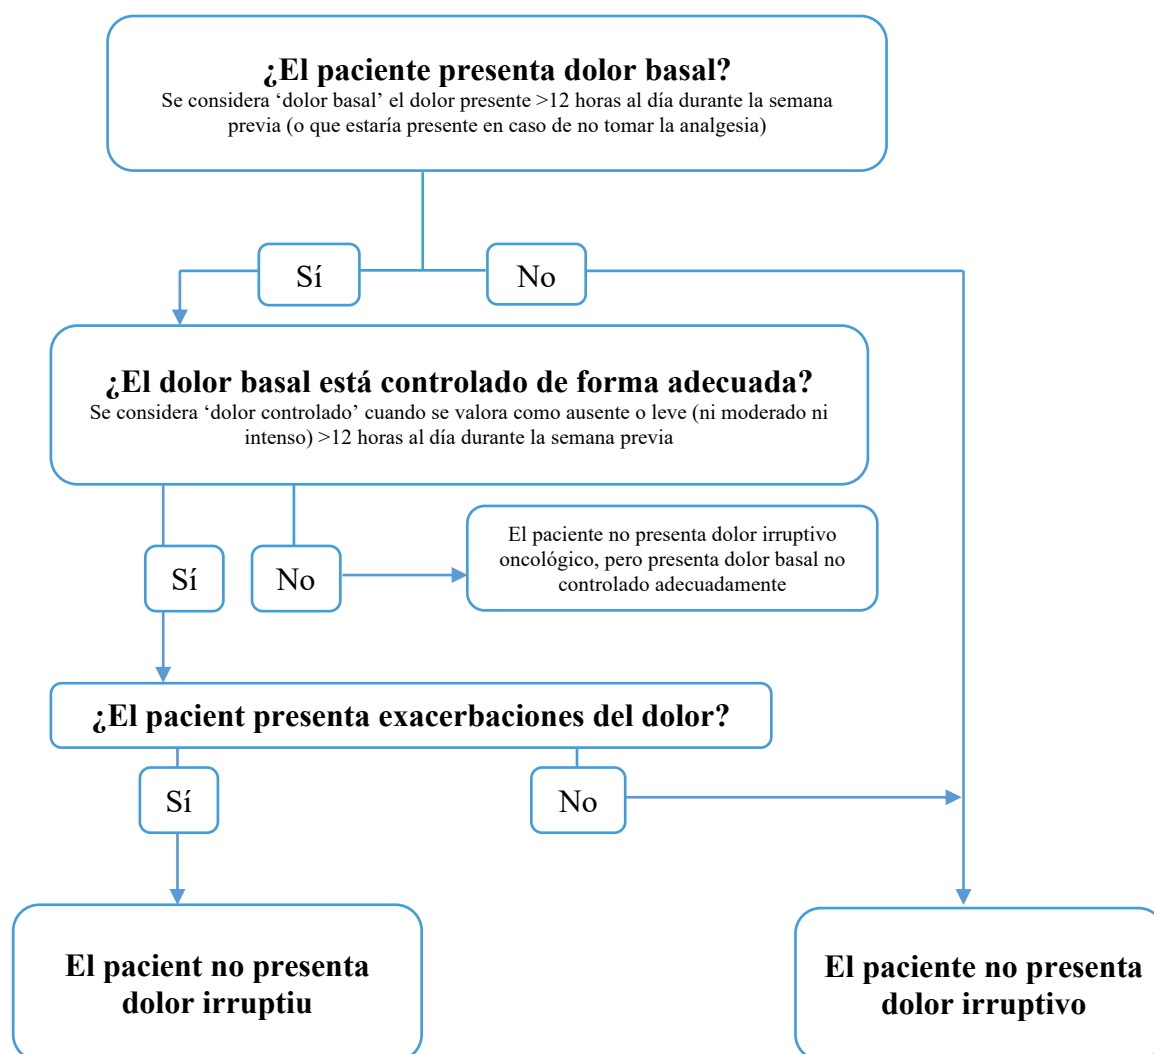 ¿El paciente presenta dolor basal?
Se considera ‘dolor basal’ el dolor presente >12 horas al día durante la semana
previa (o que estaría presente en caso de no tomar la analgesia)
Sí
No
¿El dolor basal está controlado de forma adecuada?
Se considera ‘dolor controlado’ cuando se valora como ausente o leve (ni moderado ni
intenso) >12 horas al día durante la semana previa
Sí
No
El paciente no presenta dolor irruptivo
oncológico, pero presenta dolor basal no
controlado adecuadamente
¿El pacient presenta exacerbaciones del dolor?
Sí
No
El pacient no presenta
dolor irruptiu
El paciente no presenta
dolor irruptivo